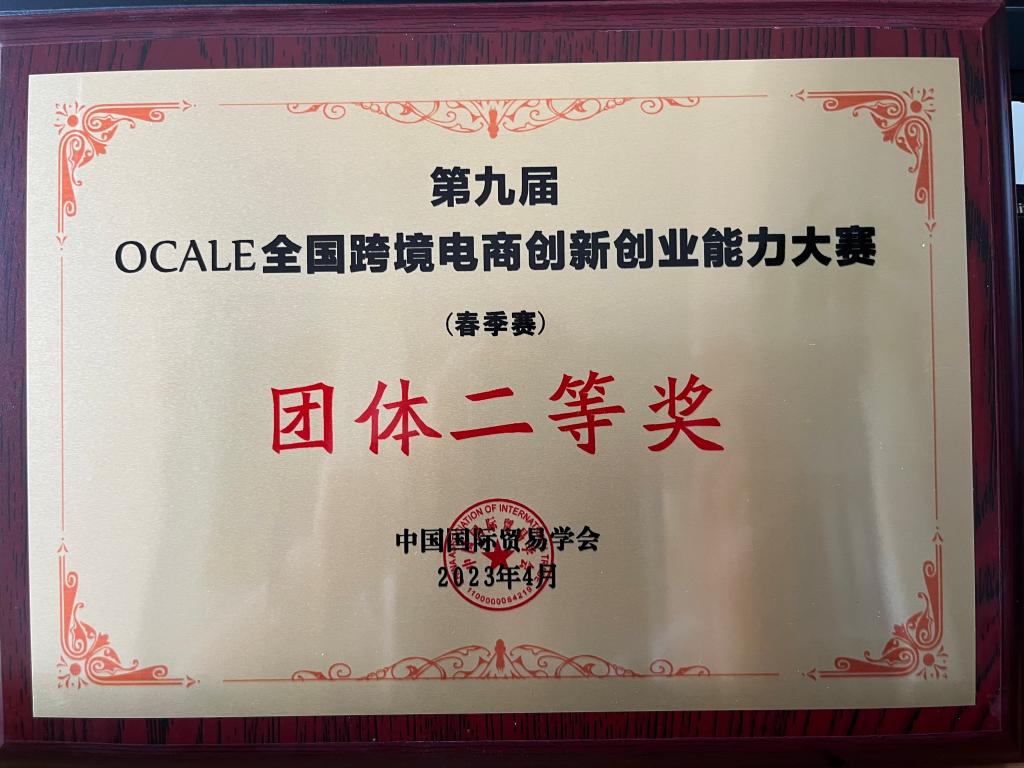 第九届
OCALE全国跨境电商创新创业能力大赛
(春季赛)
团体二等奖
中国国际贸易学会
2023年4月